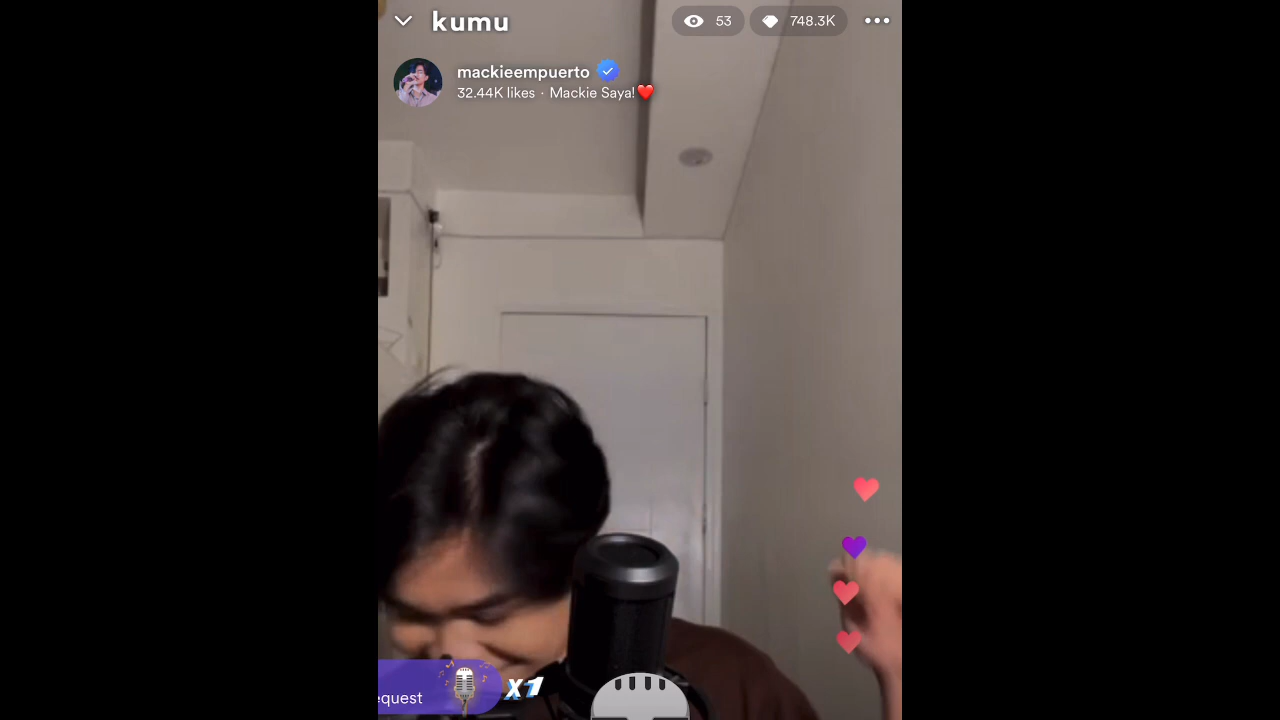 kumu
53
748.3K
mackieempuerto
32.44K likes · Mackie Saya!❤️
equest
X1